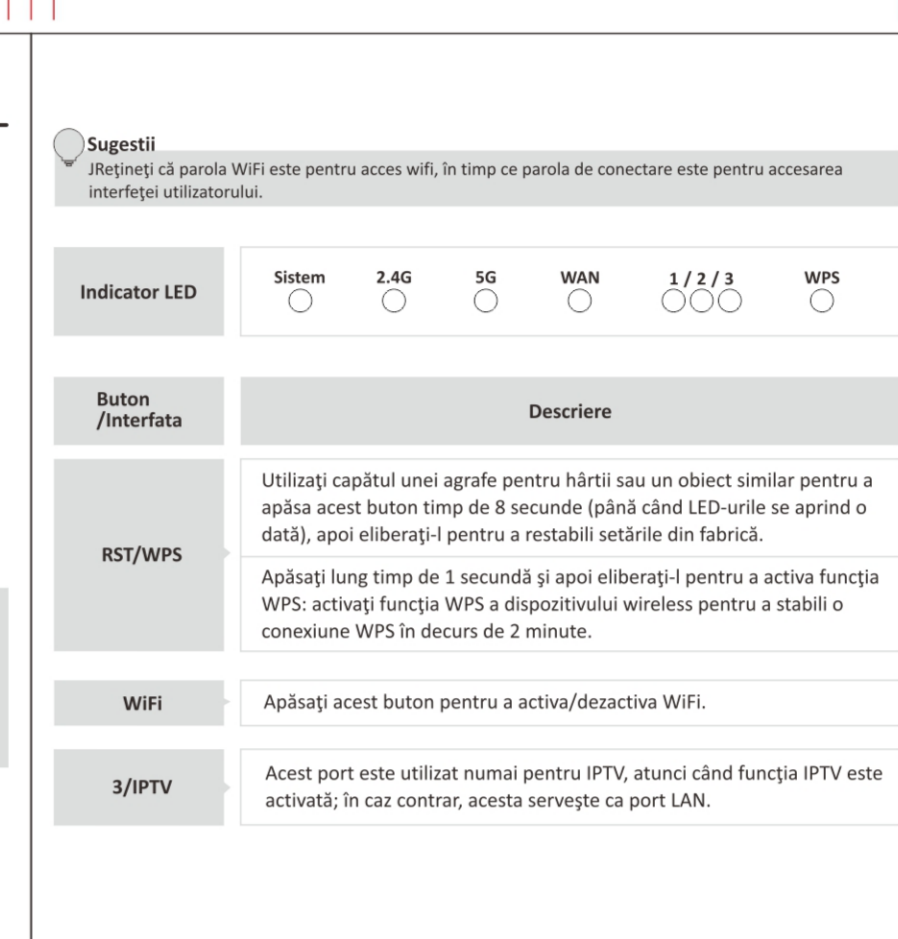 Sugestii
JReţineţi că parola WiFi este pentru acces wifi, în timp ce parola de conectare este pentru accesarea
interfeţei utilizatorului.
Indicator LED
Sistem 2.4G 5G WAN 1 / 2 / 3 WPS
Buton
/Interfata
Descriere
RST/WPS
Utilizaţi capătul unei agrafe pentru hârtii sau un obiect similar pentru a
apăsa acest buton timp de 8 secunde (până când LED-urile se aprind o
dată), apoi eliberaţi-l pentru a restabili setările din fabrică.
Apăsaţi lung timp de 1 secundă şi apoi eliberaţi-l pentru a activa funcţia
WPS: activaţi funcţia WPS a dispozitivului wireless pentru a stabili o
conexiune WPS în decurs de 2 minute.
WiFi
Apăsaţi acest buton pentru a activa/dezactiva WiFi.
3/IPTV
Acest port este utilizat numai pentru IPTV, atunci când funcţia IPTV este
activată; în caz contrar, acesta serveşte ca port LAN.